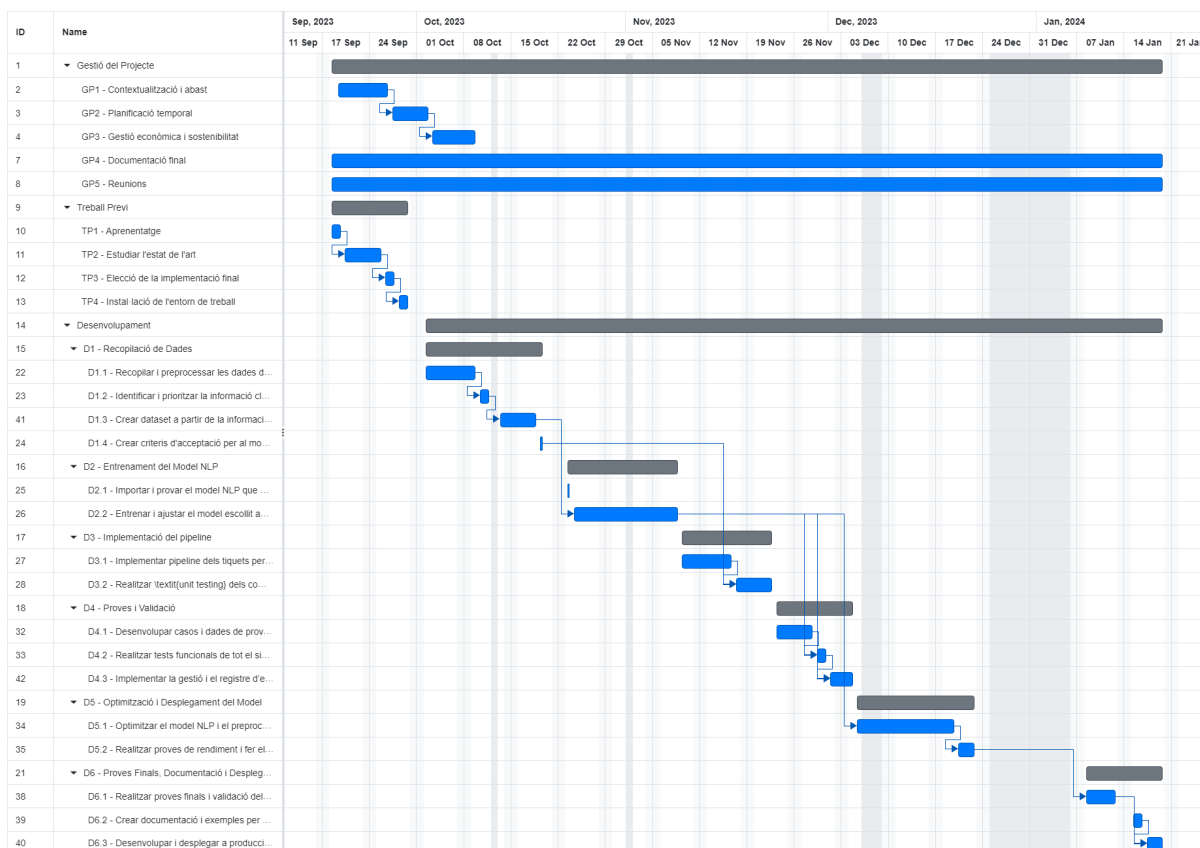 ID Name Sep, 2023 Oct, 2023 Nov, 2023 Dec, 2023 Jan, 2024
11 Sep 17 Sep 24 Sep 01 Oct 08 Oct 15 Oct 22 Oct 29 Oct 05 Nov 12 Nov 19 Nov 26 Nov 03 Dec 10 Dec 17 Dec 24 Dec 31 Dec 07 Jan 14 Jan 21 Jan
1 Gestió del Projecte
2 GP1 - Contextualització i abast
3 GP2 - Planificació temporal
4 GP3 - Gestió econòmica i sostenibilitat
7 GP4 - Documentació final
8 GP5 - Reunions
9 Treball Previ
10 TP1 - Aprenentatge
11 TP2 - Estudiar l'estat de l'art
12 TP3 - Elecció de la implementació final
13 TP4 - Instal·lació de l'entorn de treball
14 Desenvolupament
15 D1 - Recopilació de Dades
22 D1.1 - Recopilar i preprocessar les dades d...
23 D1.2 - Identificar i prioritzar la informació cl...
41 D1.3 - Crear dataset a partir de la informaci...
24 D1.4 - Crear criteris d'acceptació per al mo...
16 D2 - Entrenament del Model NLP
25 D2.1 - Importar i provar el model NLP que ...
26 D2.2 - Entrenar i ajustar el model escollit a...
17 D3 - Implementació del pipeline
27 D3.1 - Implementar pipeline dels tiquets per...
28 D3.2 - Realitzar \textit{unit testing} dels co...
18 D4 - Proves i Validació
32 D4.1 - Desenvolupar casos i dades de prov...
33 D4.2 - Realitzar tests funcionals de tot el si...
42 D4.3 - Implementar la gestió i el registre d'e...
19 D5 - Optimització i Desplegament del Model
34 D5.1 - Optimitzar el model NLP i el preproc...
35 D5.2 - Realitzar proves de rendiment i fer el...
21 D6 - Proves Finals, Documentació i Despleg...
38 D6.1 - Realitzar proves finals i validació del...
39 D6.2 - Crear documentació i exemples per ...
40 D6.3 - Desenvolupar i desplegar a producci...